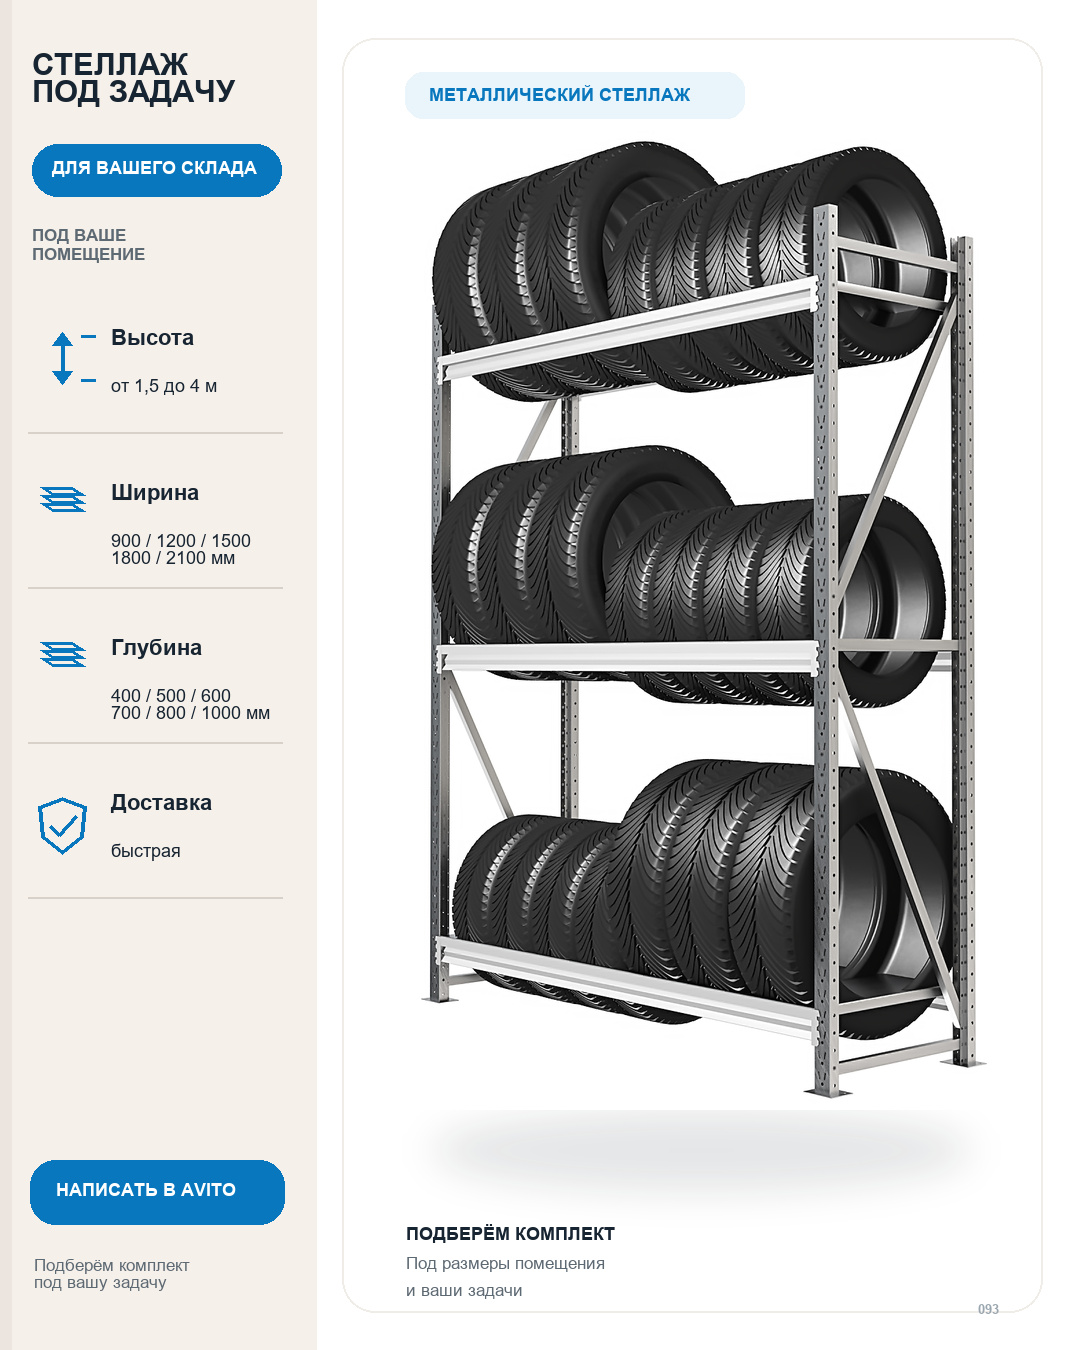 СТЕЛЛАЖ
ПОД ЗАДАЧУ
ДЛЯ ВАШЕГО СКЛАДА
ПОД ВАШЕ
ПОМЕЩЕНИЕ
Высота
от 1,5 до 4 м
Ширина
900 / 1200 / 1500
1800 / 2100 мм
Глубина
400 / 500 / 600
700 / 800 / 1000 мм
Доставка
быстрая
НАПИСАТЬ В AVITO
Подберём комплект
под вашу задачу
МЕТАЛЛИЧЕСКИЙ СТЕЛЛАЖ
ПОДБЕРЁМ КОМПЛЕКТ
Под размеры помещения
и ваши задачи
093